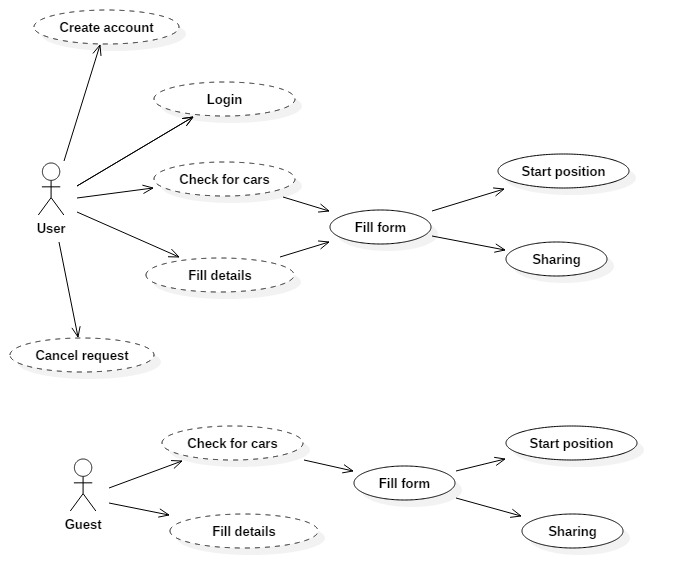 Create account
Login
Check for cars
Start position
User
Fill form
Fill details
Sharing
Cancel request
Check for cars
Start position
Fill form
Guest
Fill details
Sharing